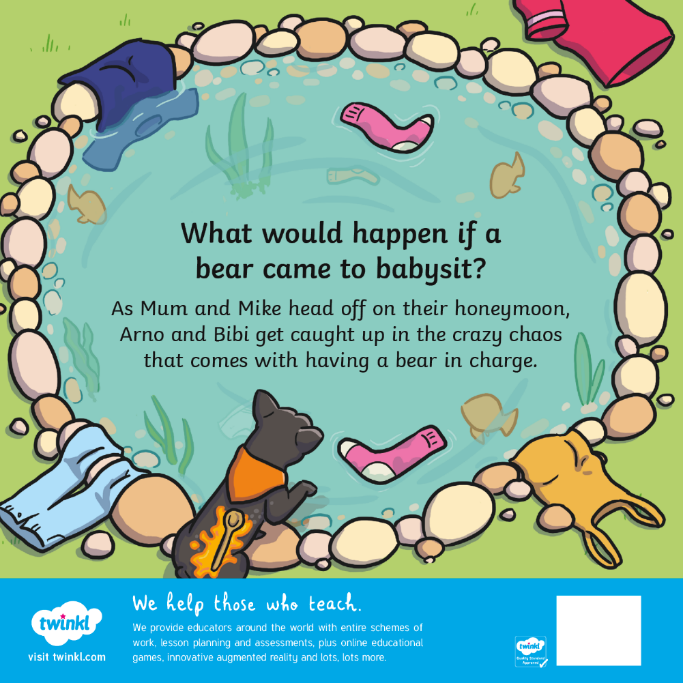 What would happen if a
bear came to babysit?
As Mum and Mike head off on their honeymoon,
Arno and Bibi get caught up in the crazy chaos
that comes with having a bear in charge.
twinkl
visit twinkl.com
We help those who teach.
We provide educators around the world with entire schemes of
work, lesson planning and assessments, plus online educational
games, innovative augmented reality and lots, lots more.
twinkl
Quality Standard
Approved